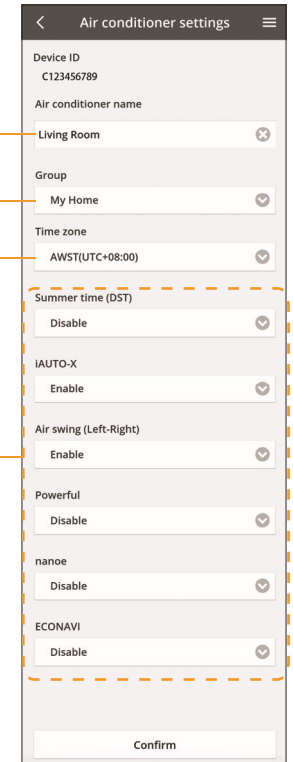 Air conditioner settings
Device ID
C123456789
Air conditioner name
Living Room
Group
My Home
Time zone
AWST(UTC+08:00)
Summer time (DST)
Disable
iAUTO-X
Enable
Air swing (Left-Right)
Enable
Powerful
Disable
nanoe
Disable
ECONAVI
Disable
Confirm